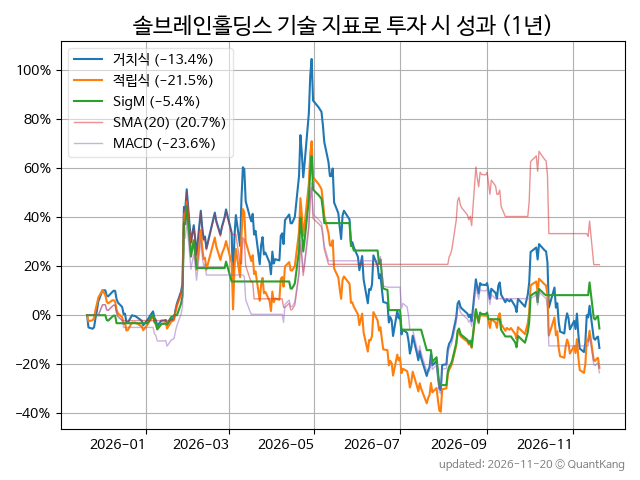 솔브레인홀딩스 기술 지표로 투자 시 성과 (1년)
거치식 (−13.4%)
적립식 (−21.5%)
SigM (−5.4%)
SMA(20) (20.7%)
MACD (−23.6%)
100%
80%
60%
40%
20%
0%
−20%
−40%
2026-01 2026-03 2026-05 2026-07 2026-09 2026-11
updated: 2026-11-20 © QuantKang